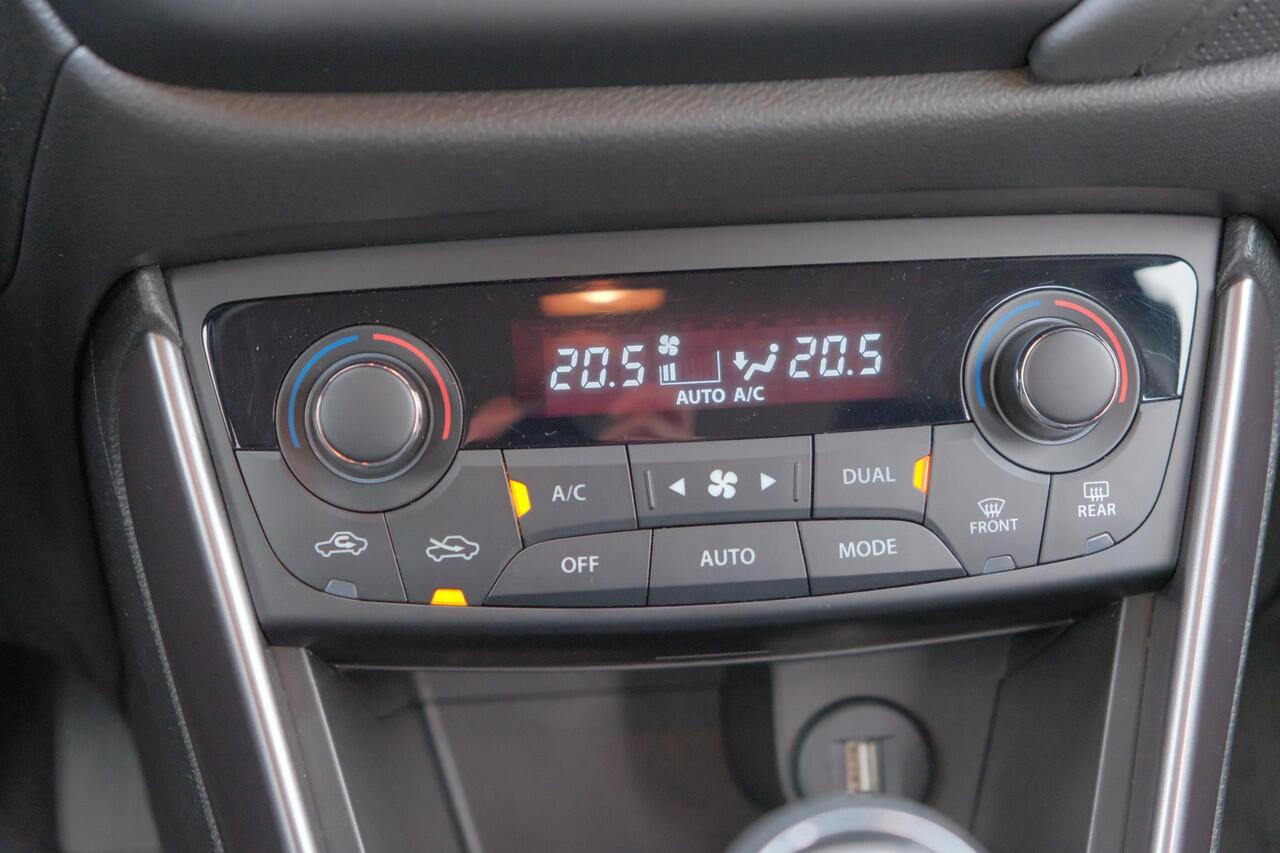 20.5 20.5
AUTO A/C
A/C
DUAL
FRONT
REAR
OFF
AUTO
MODE